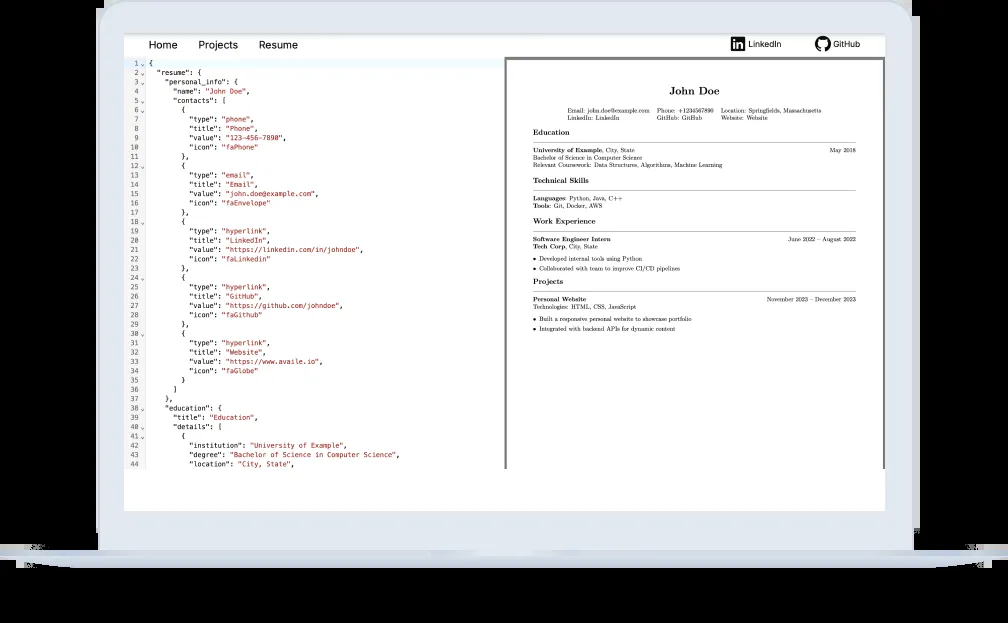 Home Projects Resume LinkedIn GitHub
1 {
2 "resume": {
3 "personal_info": {
4 "name": "John Doe",
5 "contacts": [
6 {
7 "type": "phone",
8 "title": "Phone",
9 "value": "123-456-7890",
10 "icon": "faPhone"
11 },
12 {
13 "type": "email",
14 "title": "Email",
15 "value": "john.doe@example.com",
16 "icon": "faEnvelope"
17 },
18 {
19 "type": "hyperlink",
20 "title": "LinkedIn",
21 "value": "https://linkedin.com/in/johndoe",
22 "icon": "faLinkedin"
23 },
24 {
25 "type": "hyperlink",
26 "title": "GitHub",
27 "value": "https://github.com/johndoe",
28 "icon": "faGithub"
29 },
30 {
31 "type": "hyperlink",
32 "title": "Website",
33 "value": "https://www.availe.io",
34 "icon": "faGlobe"
35 }
36 ]
37 },
38 "education": {
39 "title": "Education",
40 "details": [
41 {
42 "institution": "University of Example",
43 "degree": "Bachelor of Science in Computer Science",
44 "location": "City, State",
John Doe
Email: john.doe@example.com Phone: +1234567890 Location: Springfields, Massachusetts
LinkedIn: LinkedIn GitHub: GitHub Website: Website
Education
University of Example, City, State May 2018
Bachelor of Science in Computer Science
Relevant Coursework: Data Structures, Algorithms, Machine Learning
Technical Skills
Languages: Python, Java, C++
Tools: Git, Docker, AWS
Work Experience
Software Engineer Intern June 2022 – August 2022
Tech Corp, City, State
• Developed internal tools using Python
• Collaborated with team to improve CI/CD pipelines
Projects
Personal Website November 2023 – December 2023
Technologies: HTML, CSS, JavaScript
• Built a responsive personal website to showcase portfolio
• Integrated with backend APIs for dynamic content